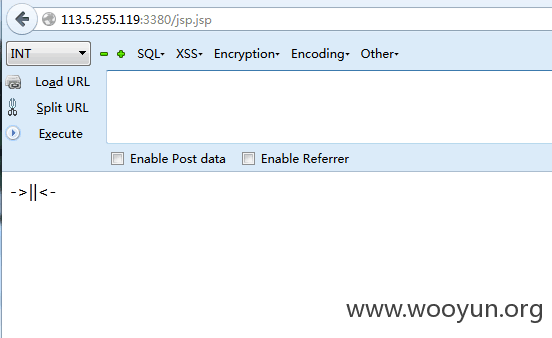 113.5.255.119:3380/jsp.jsp
INT SQL XSS Encryption Encoding Other
Load URL
Split URL
Execute
Enable Post data Enable Referrer
->||<-
www.wooyun.org